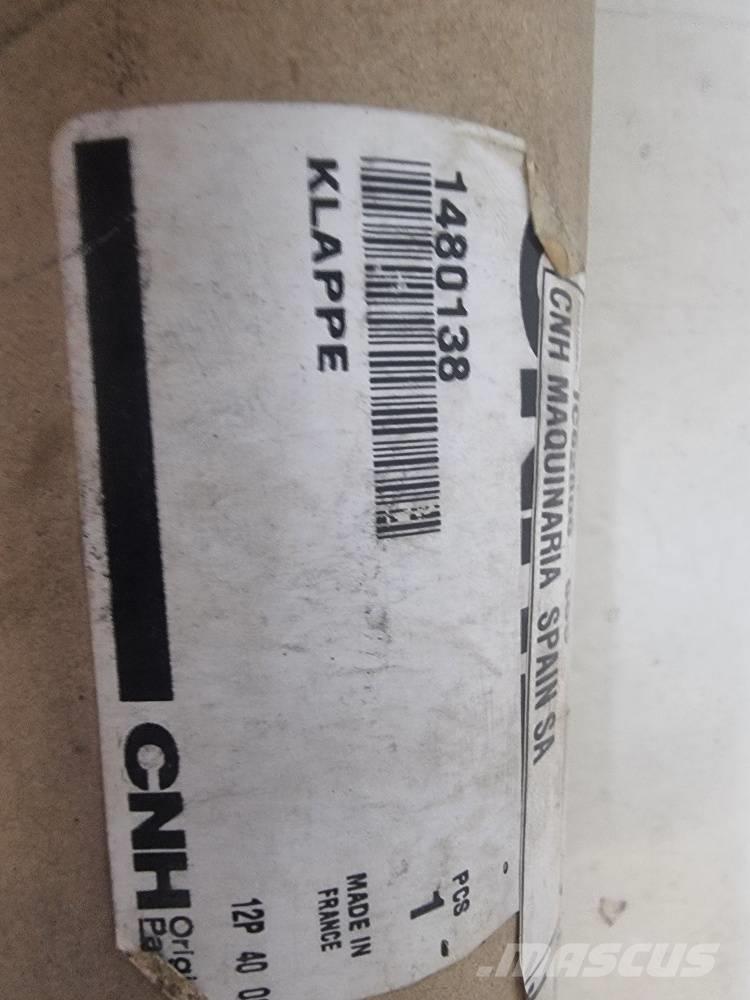 CNH MAQUINARIA SPAIN SA
1480138
KLAPPE
PCS
1
MADE IN
FRANCE
12P 40
CNH
MASCUS